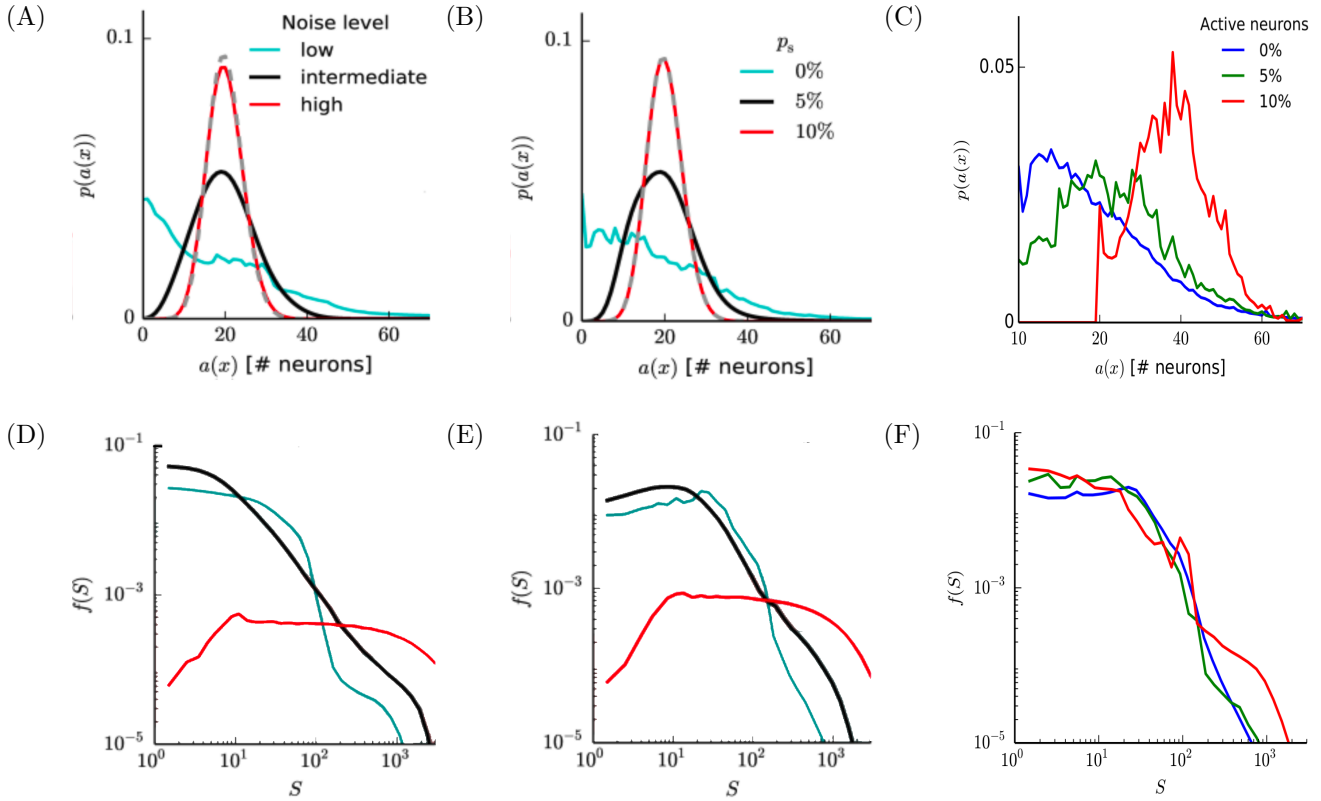 (A)
0.1
Noise level
low
intermediate
high
p(a(x))
0
0 20 40 60
a(x) [# neurons]
(B)
0.1
p_s
0%
5%
10%
p(a(x))
0
0 20 40 60
a(x) [# neurons]
(C)
Active neurons
0%
5%
10%
0.05
p(a(x))
0
10 20 40 60
a(x) [# neurons]
(D)
10^{-1}
10^{-3}
10^{-5}
f(S)
10^0 10^1 10^2 10^3
S
(E)
10^{-1}
10^{-3}
10^{-5}
f(S)
10^0 10^1 10^2 10^3
S
(F)
10^{-1}
10^{-3}
10^{-5}
f(S)
10^0 10^1 10^2 10^3
S